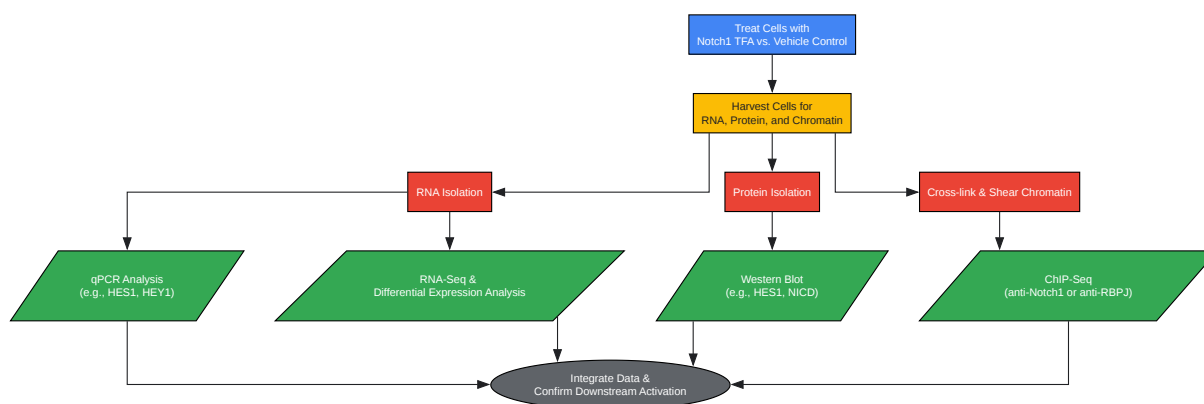 Treat Cells with
Notch1 TFA vs. Vehicle Control
Harvest Cells for
RNA, Protein, and Chromatin
RNA Isolation
Protein Isolation
Cross-link & Shear Chromatin
qPCR Analysis
(e.g., HES1, HEY1)
RNA-Seq &
Differential Expression Analysis
Western Blot
(e.g., HES1, NICD)
ChIP-Seq
(anti-Notch1 or anti-RBPJ)
Integrate Data &
Confirm Downstream Activation